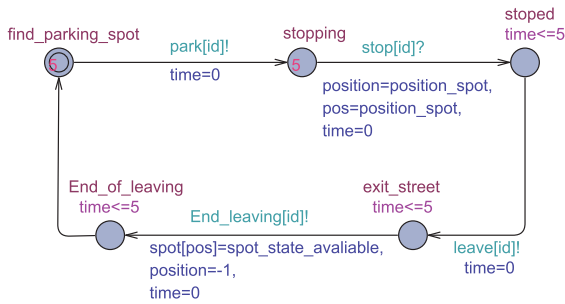 find_parking_spot
5
park[id]!
time=0
stopping
5
stop[id]?
position=position_spot,
pos=position_spot,
time=0
stoped
time<=5
End_of_leaving
time<=5
End_leaving[id]!
spot[pos]=spot_state_avaliable,
position=-1,
time=0
exit_street
time<=5
leave[id]!
time=0